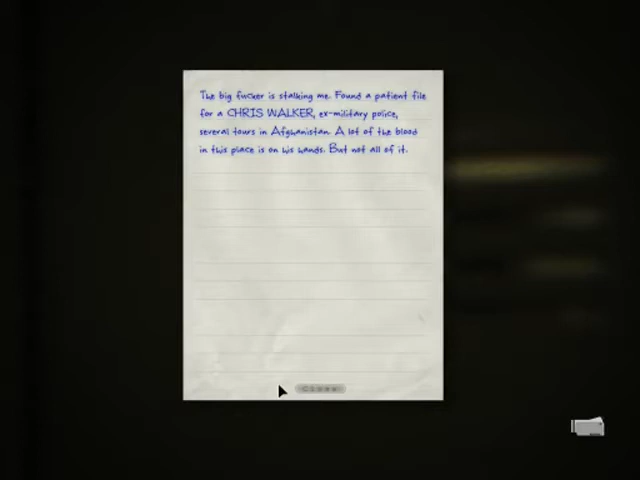 The big fucker is stalking me. Found a patient file
for a CHRIS WALKER, ex-military police,
several tours in Afghanistan. A lot of the blood
in this place is on his hands. But not all of it.
CLOSE